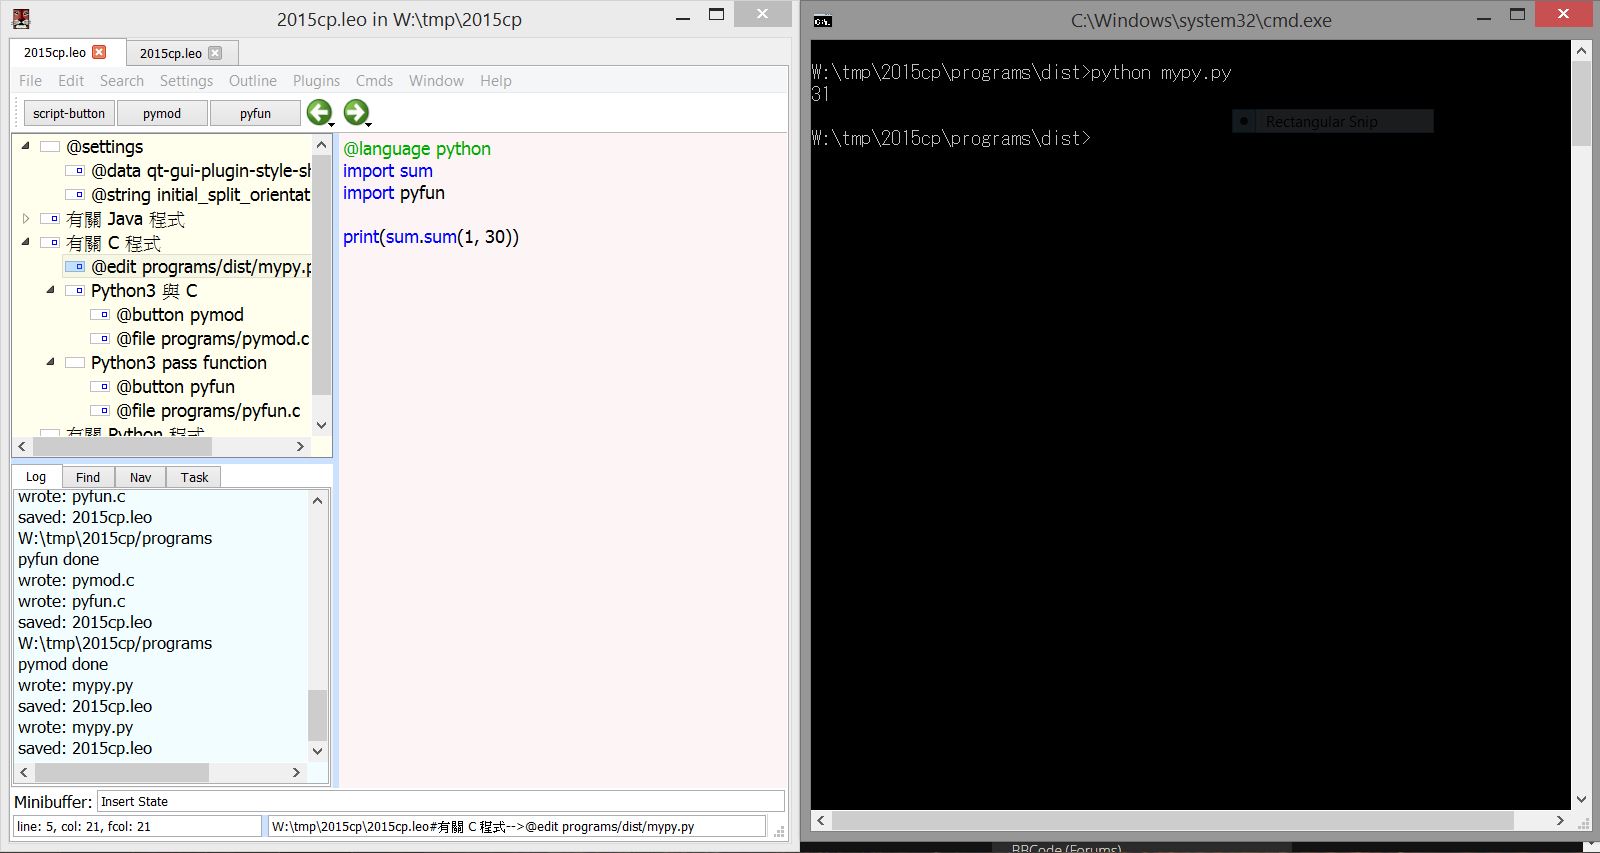 2015cp.leo in W:\tmp\2015cp
2015cp.leo
2015cp.leo
File Edit Search Settings Outline Plugins Cmds Window Help
script-button pymod pyfun
@settings
@data qt-gui-plugin-style-sh
@string initial_split_orientat
有關 Java 程式
有關 C 程式
@edit programs/dist/mypy.p
Python3 與 C
@button pymod
@file programs/pymod.c
Python3 pass function
@button pyfun
@file programs/pyfun.c
有關 Python 程式
@language python
import sum
import pyfun
print(sum.sum(1, 30))
Log Find Nav Task
wrote: pyfun.c
saved: 2015cp.leo
W:\tmp\2015cp/programs
pyfun done
wrote: pymod.c
wrote: pyfun.c
saved: 2015cp.leo
W:\tmp\2015cp/programs
pymod done
wrote: mypy.py
saved: 2015cp.leo
wrote: mypy.py
saved: 2015cp.leo
Minibuffer: Insert State
line: 5, col: 21, fcol: 21
W:\tmp\2015cp\2015cp.leo#有關 C 程式-->@edit programs/dist/mypy.py
C:\Windows\system32\cmd.exe
W:\tmp\2015cp\programs\dist>python mypy.py
31
Rectangular Snip
W:\tmp\2015cp\programs\dist>
BBCode (Forums)